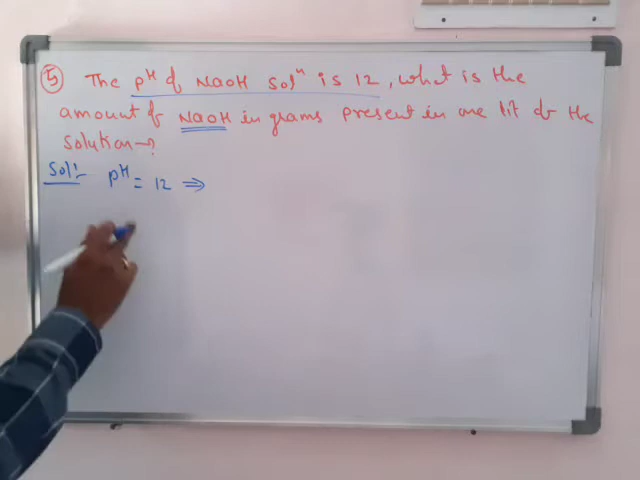 ⑤ The pH of NaOH solⁿ is 12, what is the
amount of NaOH in grams present in one lit of the
solution→?
Sol:- pH = 12 ⇒